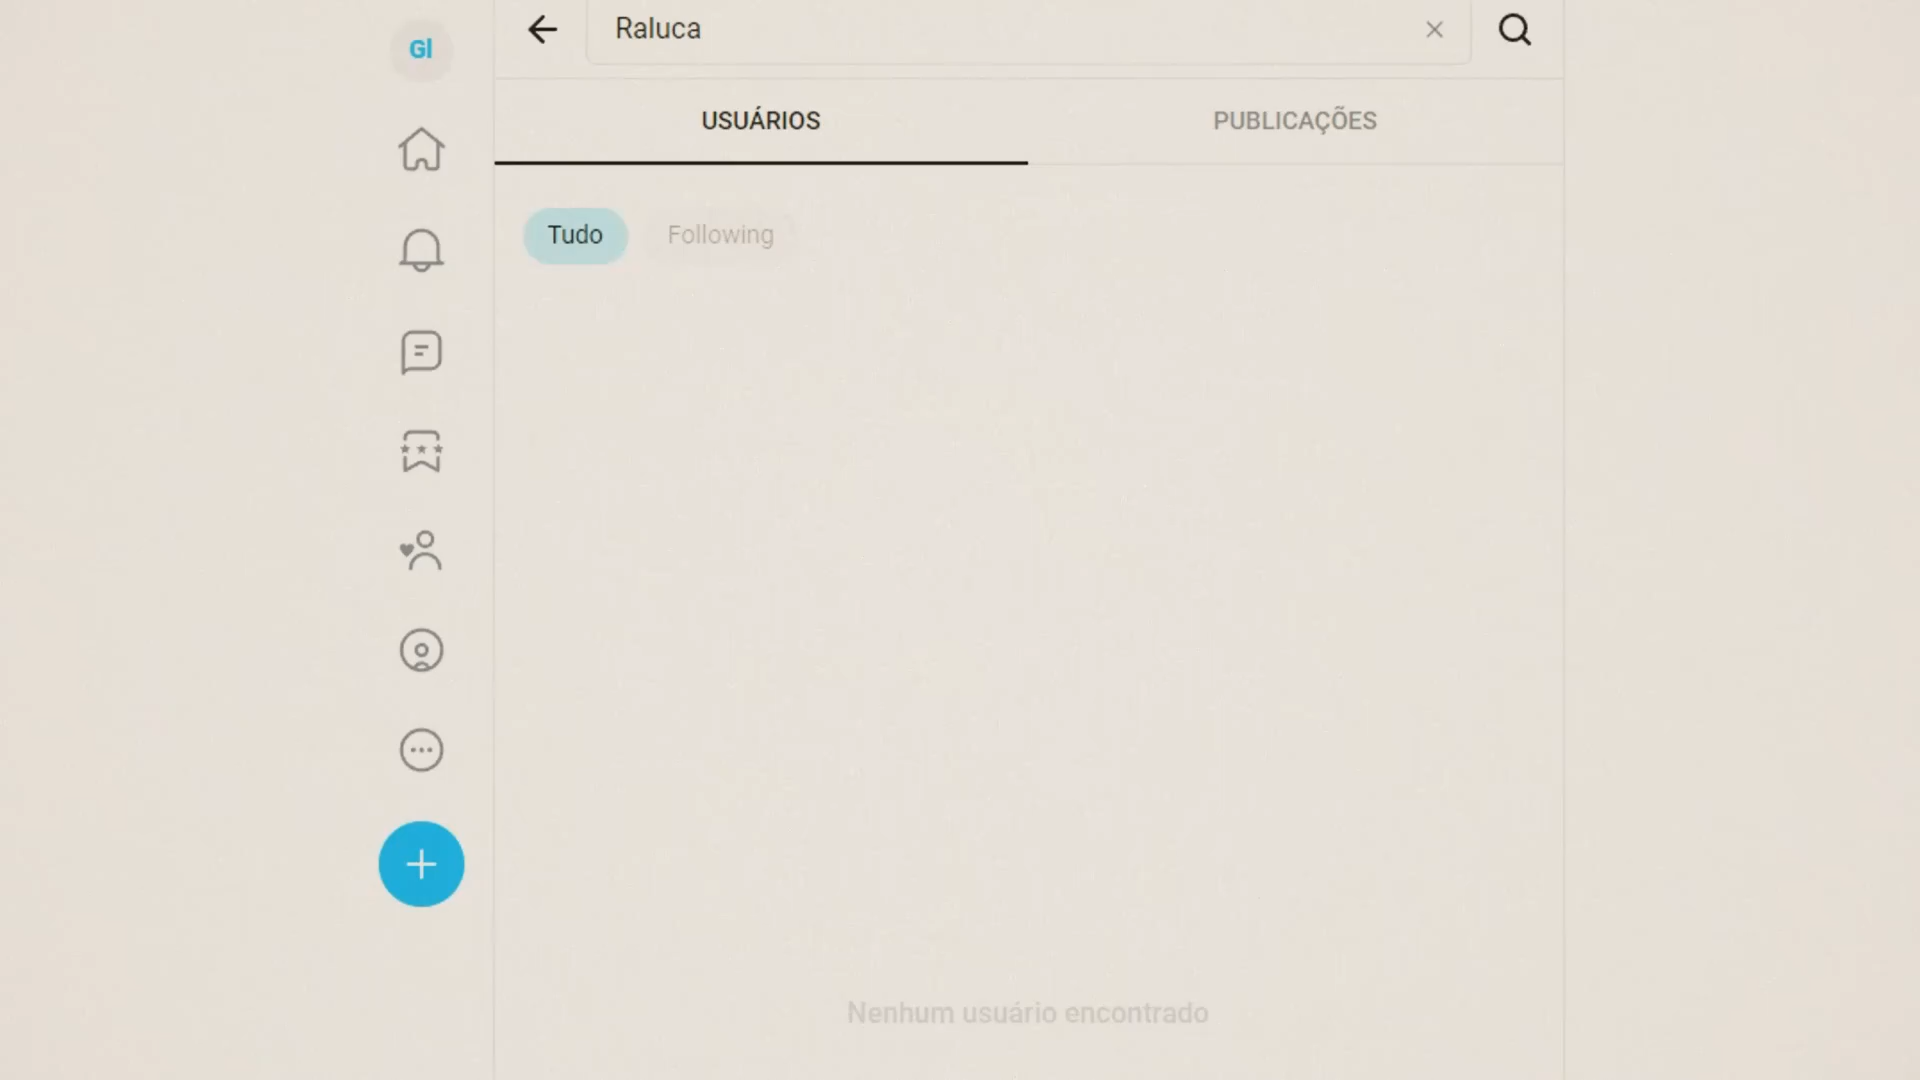 Gl
Raluca
USUÁRIOS
PUBLICAÇÕES
Tudo
Following
Nenhum usuário encontrado